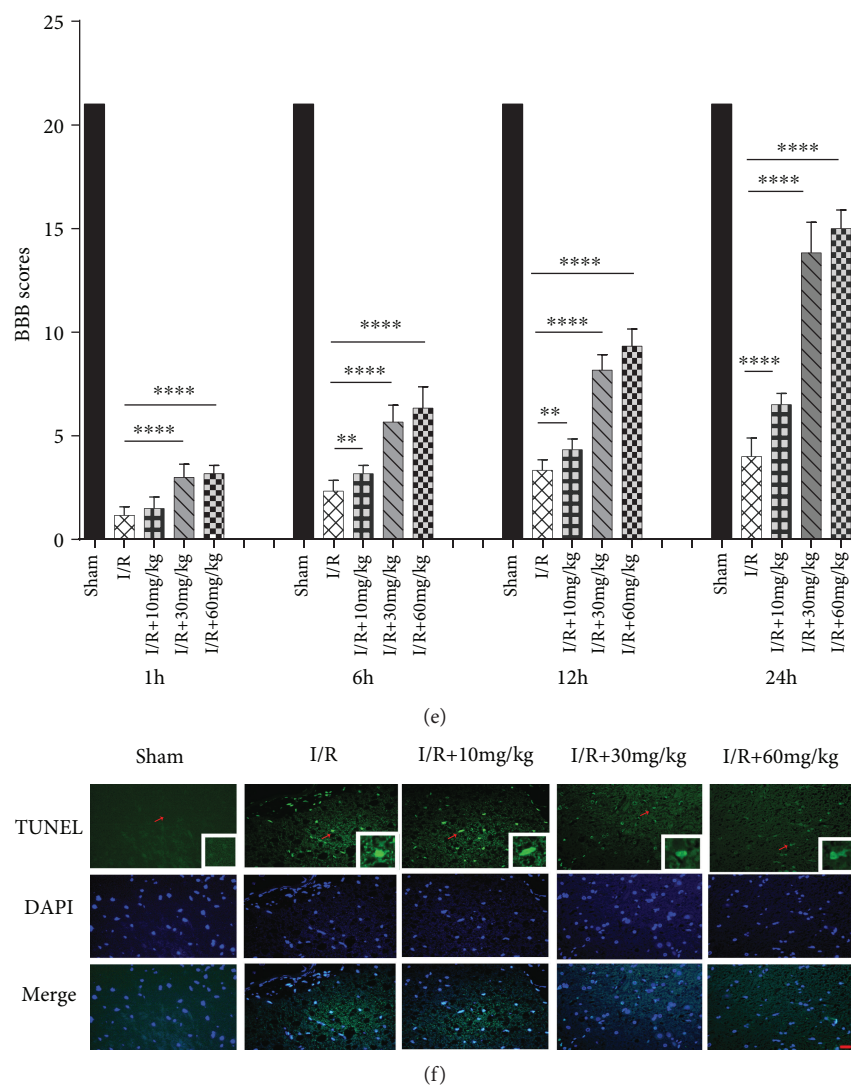 25
20
15
10
5
0
BBB scores
****
****
****
****
**
****
****
**
****
****
****
Sham
I/R
I/R+10mg/kg
I/R+30mg/kg
I/R+60mg/kg
Sham
I/R
I/R+10mg/kg
I/R+30mg/kg
I/R+60mg/kg
Sham
I/R
I/R+10mg/kg
I/R+30mg/kg
I/R+60mg/kg
Sham
I/R
I/R+10mg/kg
I/R+30mg/kg
I/R+60mg/kg
1h 6h 12h 24h
(e)
Sham I/R I/R+10mg/kg I/R+30mg/kg I/R+60mg/kg
TUNEL
DAPI
Merge
(f)